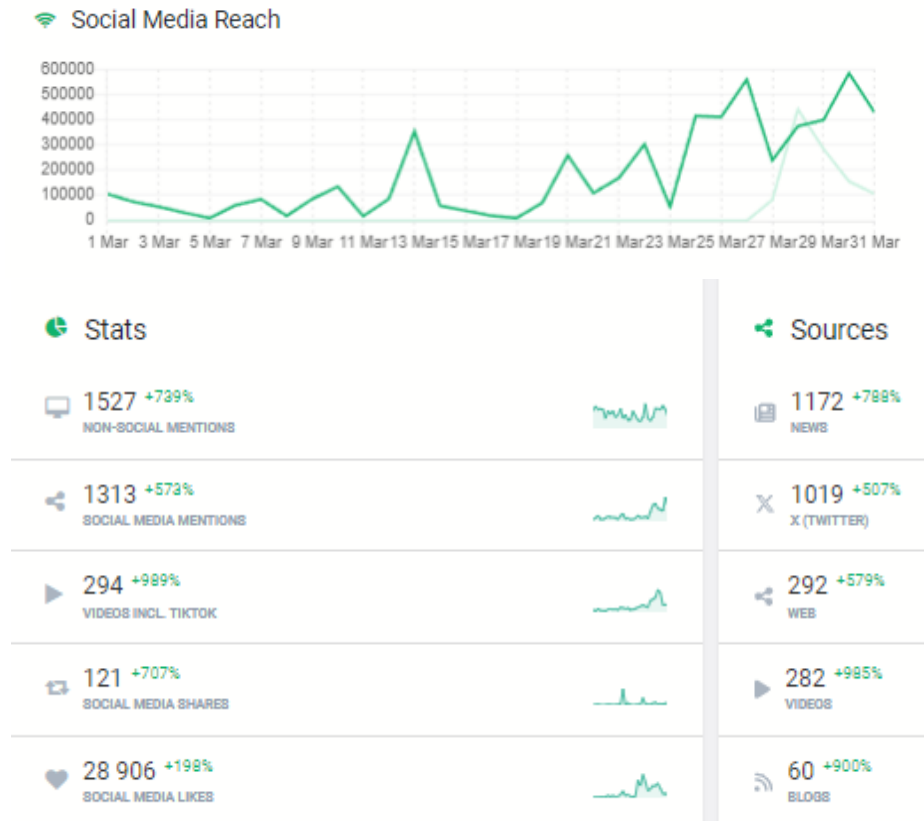 Social Media Reach
600000
500000
400000
300000
200000
100000
0
1 Mar 3 Mar 5 Mar 7 Mar 9 Mar 11 Mar 13 Mar 15 Mar 17 Mar 19 Mar 21 Mar 23 Mar 25 Mar 27 Mar 29 Mar 31 Mar
Stats
1527 +739%
NON-SOCIAL MENTIONS
1313 +573%
SOCIAL MEDIA MENTIONS
294 +989%
VIDEOS INCL. TIKTOK
121 +707%
SOCIAL MEDIA SHARES
28 906 +198%
SOCIAL MEDIA LIKES
Sources
1172 +788%
NEWS
1019 +507%
X (TWITTER)
292 +579%
WEB
282 +985%
VIDEOS
60 +900%
BLOGS